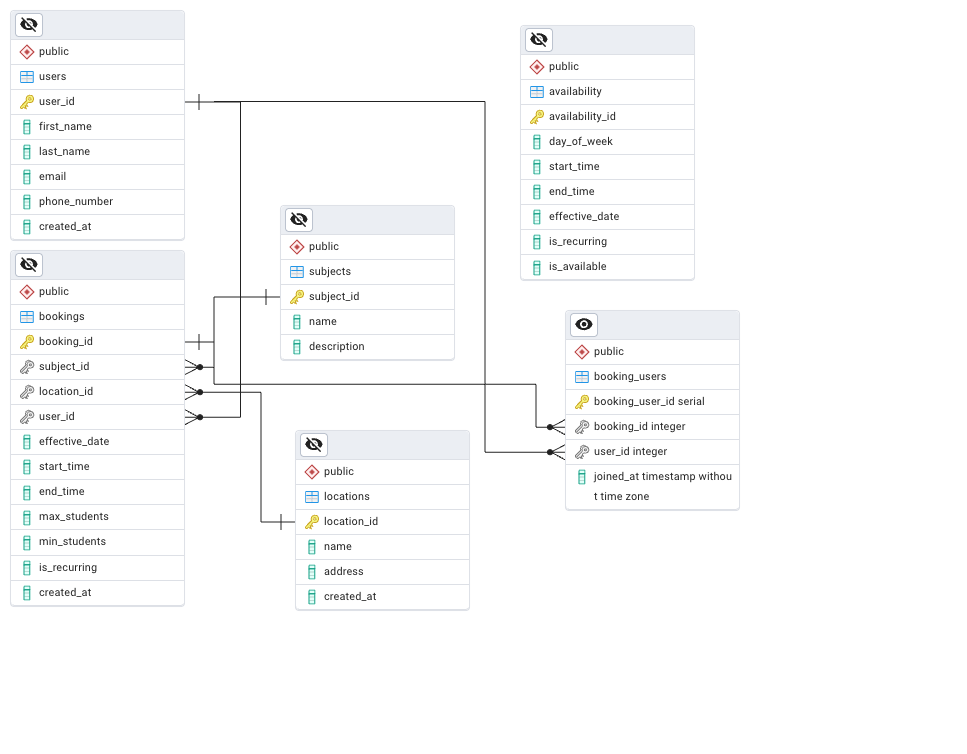 public
users
user_id
first_name
last_name
email
phone_number
created_at
public
bookings
booking_id
subject_id
location_id
user_id
effective_date
start_time
end_time
max_students
min_students
is_recurring
created_at
public
subjects
subject_id
name
description
public
locations
location_id
name
address
created_at
public
availability
availability_id
day_of_week
start_time
end_time
effective_date
is_recurring
is_available
public
booking_users
booking_user_id serial
booking_id integer
user_id integer
joined_at timestamp withou
t time zone